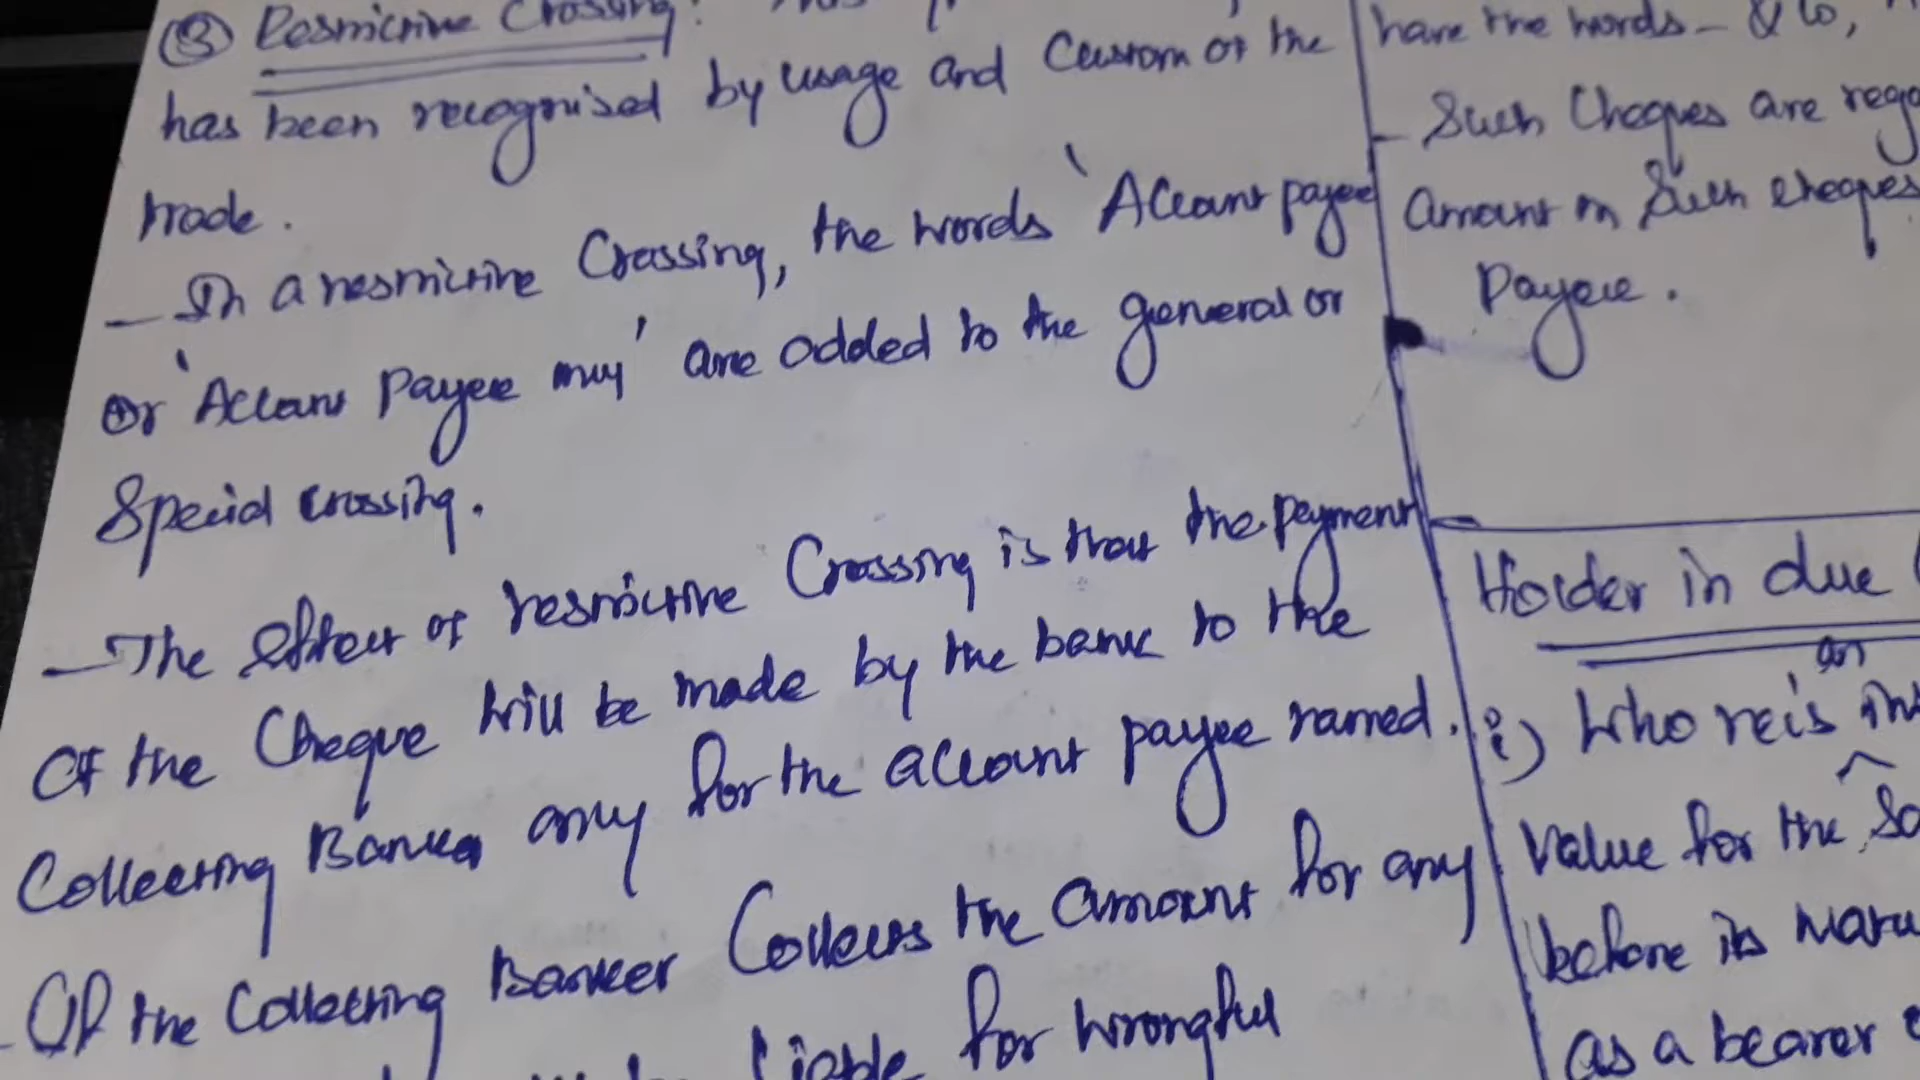 ③ Restrictive Crossing: This
has been recognised by usage and Custom of the
trade.
- In a restrictive Crossing, the words 'Account payee
or 'Account Payee only' are added to the general or
Special crossing.
- The effect of restrictive Crossing is that the payment
Of the Cheque will be made by the bank to the
Collecting Banker only for the account payee named.
- If the Collecting Banker Collects the amount for any
liable for wrongful
have the words - & Co,
- Such Cheques are
Amount on Such cheques
Payee.
Holder in due
an
i) Who is
Value for the
before its
as a bearer